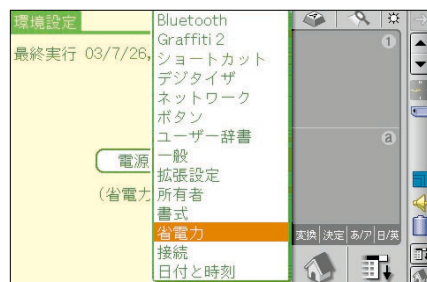 環境設定
最終実行 03/7/26,
電源
(省電力
Bluetooth
Graffiti 2
ショートカット
デジタイザ
ネットワーク
ボタン
ユーザー辞書
一般
拡張設定
所有者
書式
省電力
接続
日付と時刻
1
a
変換 決定 あ/ア 日/英